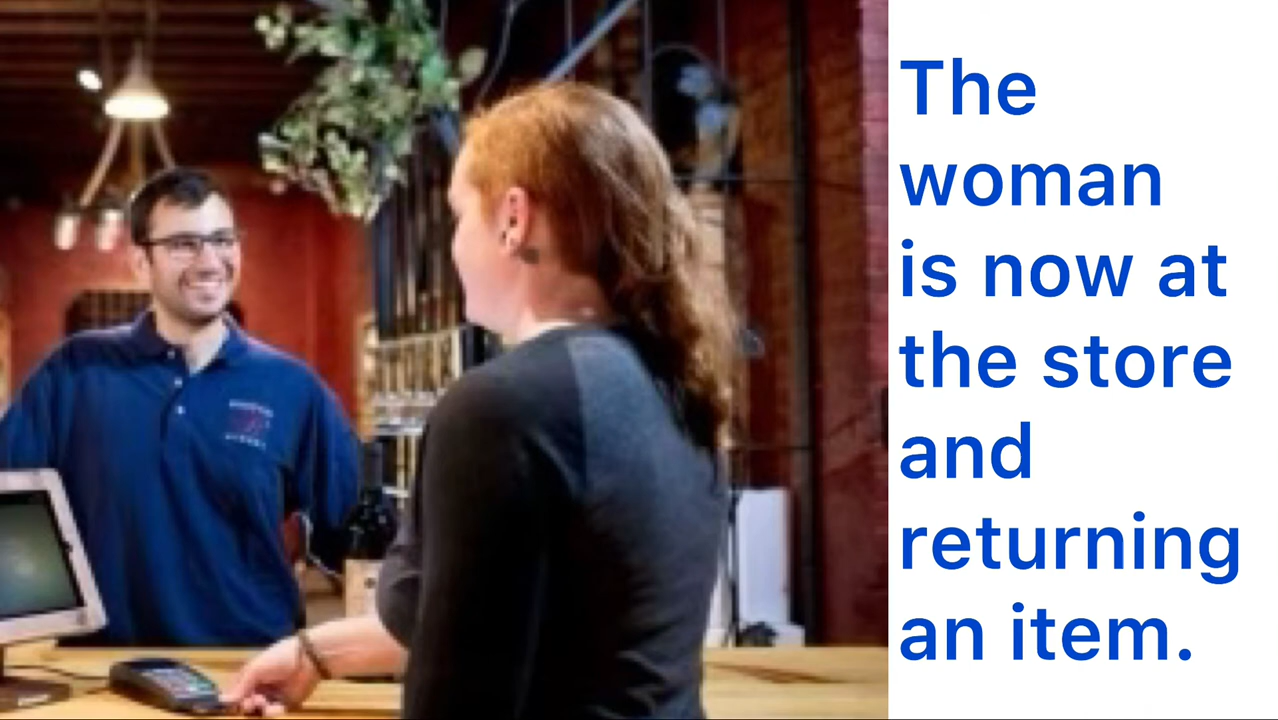 The
woman
is now at
the store
and
returning
an item.